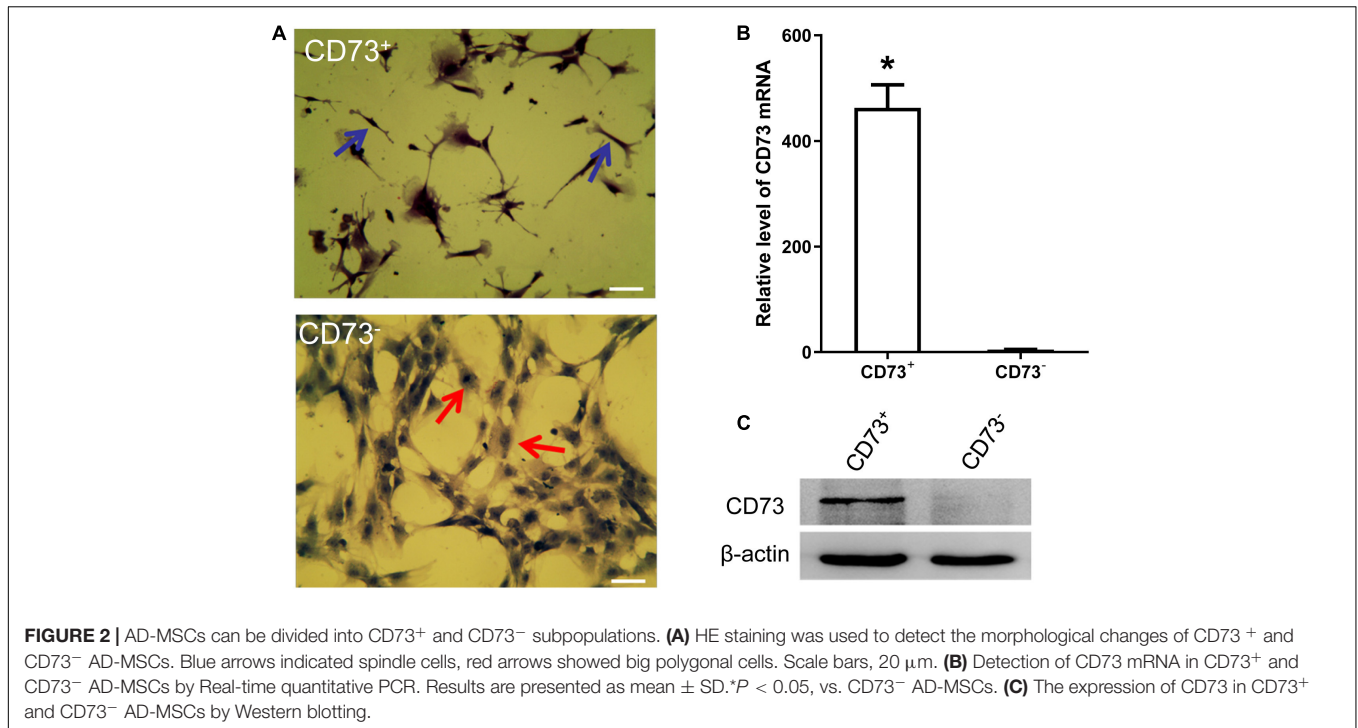 A
CD73+
CD73-
B
Relative level of CD73 mRNA
600
400
200
0
*
CD73+
CD73-
C
CD73+
CD73-
CD73
β-actin
FIGURE 2 | AD-MSCs can be divided into CD73+ and CD73− subpopulations. (A) HE staining was used to detect the morphological changes of CD73 + and
CD73− AD-MSCs. Blue arrows indicated spindle cells, red arrows showed big polygonal cells. Scale bars, 20 μm. (B) Detection of CD73 mRNA in CD73+ and
CD73− AD-MSCs by Real-time quantitative PCR. Results are presented as mean ± SD.*P < 0.05, vs. CD73− AD-MSCs. (C) The expression of CD73 in CD73+
and CD73− AD-MSCs by Western blotting.